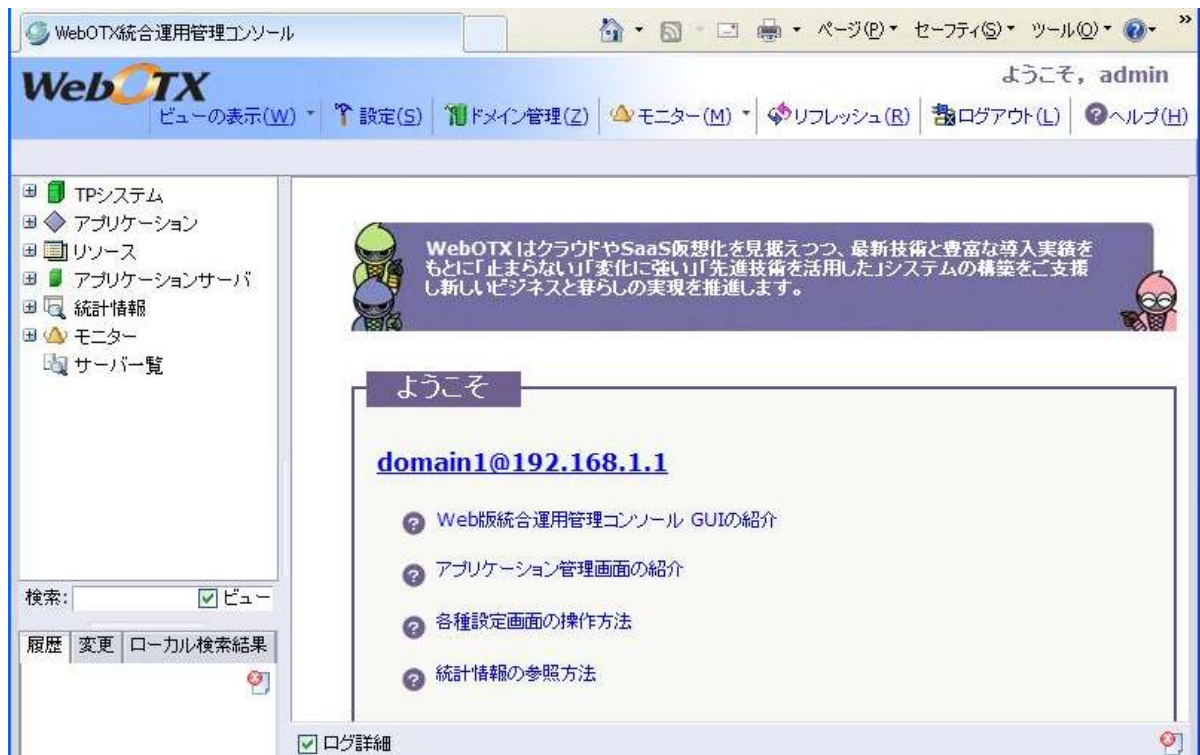 WebOTX統合運用管理コンソール
ページ(P) セーフティ(S) ツール(O) »
WebOTX
ようこそ, admin
ビューの表示(W) 設定(S) ドメイン管理(Z) モニター(M) リフレッシュ(R) ログアウト(L) ヘルプ(H)
TPシステム
アプリケーション
リソース
アプリケーションサーバ
統計情報
モニター
サーバー覧
検索: ビュー
履歴 変更 ローカル検索結果
WebOTX はクラウドやSaaS仮想化を見据えつつ、最新技術と豊富な導入実績を
もとに「止まらない」「変化に強い」「先進技術を活用した」システムの構築をご支援
し新しいビジネスと暮らしの実現を推進します。
ようこそ
domain1@192.168.1.1
Web版統合運用管理コンソール GUIの紹介
アプリケーション管理画面の紹介
各種設定画面の操作方法
統計情報の参照方法
ログ詳細